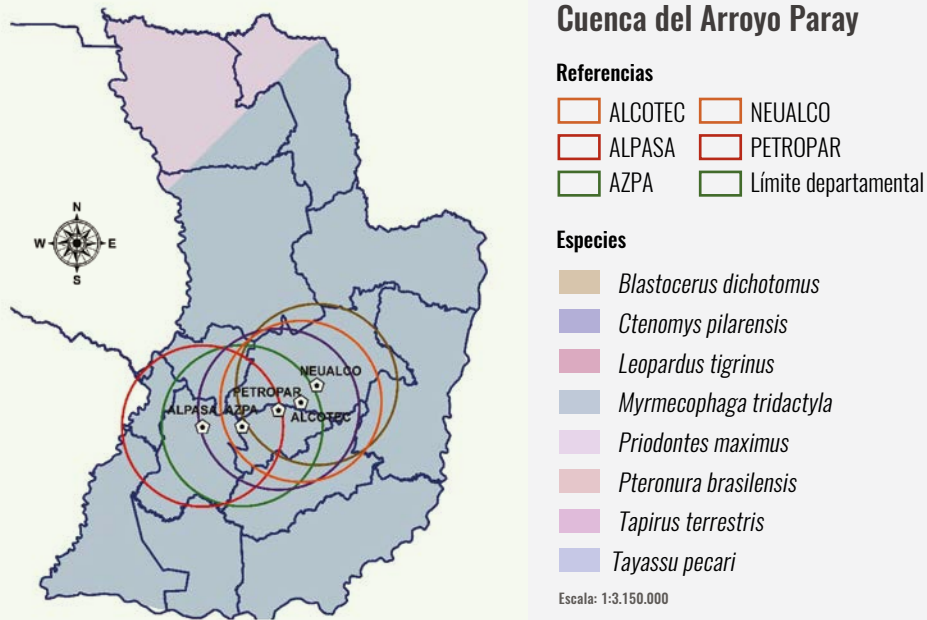 Cuenca del Arroyo Paray
Referencias
ALCOTEC NEUALCO
ALPASA PETROPAR
AZPA Límite departamental
Especies
Blastocerus dichotomus
Ctenomys pilarensis
Leopardus tigrinus
Myrmecophaga tridactyla
Priodontes maximus
Pteronura brasilensis
Tapirus terrestris
Tayassu pecari
Escala: 1:3.150.000
N
W E
S
NEUALCO
PETROPAR
ALPASA AZPA ALCOTEC